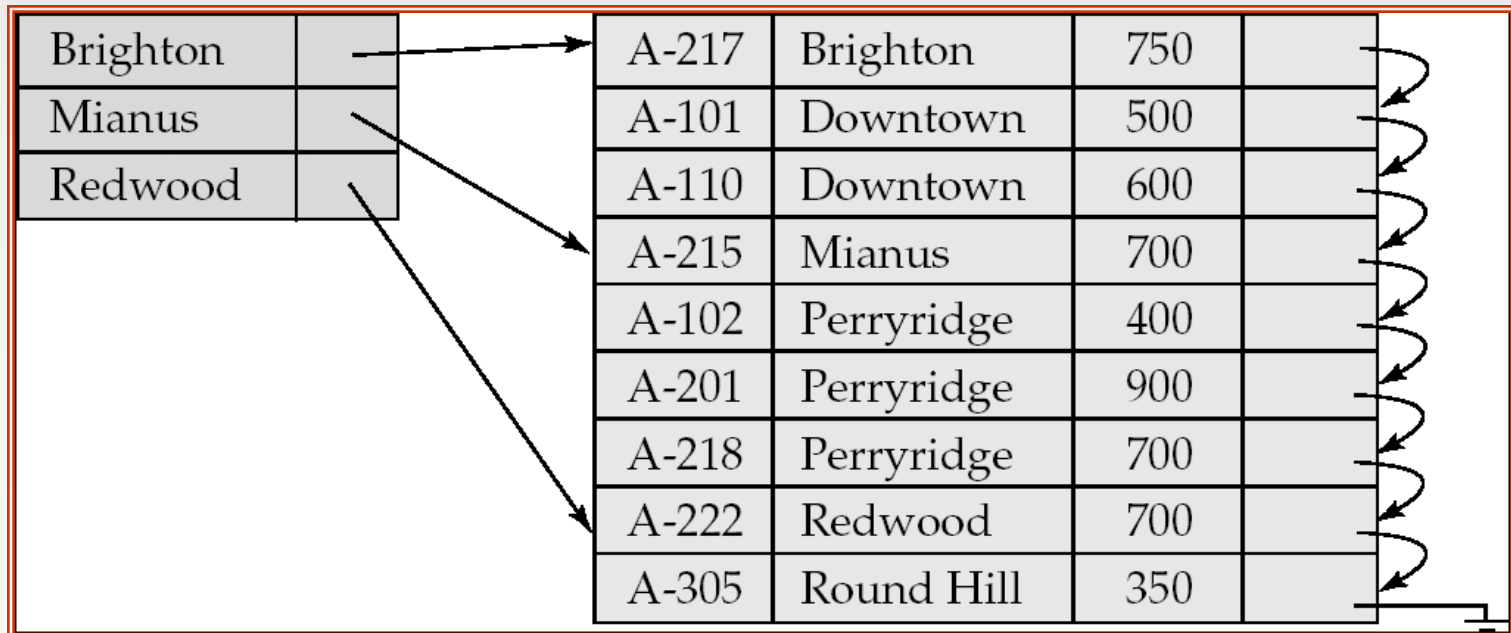 Brighton
Mianus
Redwood
A-217 Brighton 750
A-101 Downtown 500
A-110 Downtown 600
A-215 Mianus 700
A-102 Perryridge 400
A-201 Perryridge 900
A-218 Perryridge 700
A-222 Redwood 700
A-305 Round Hill 350